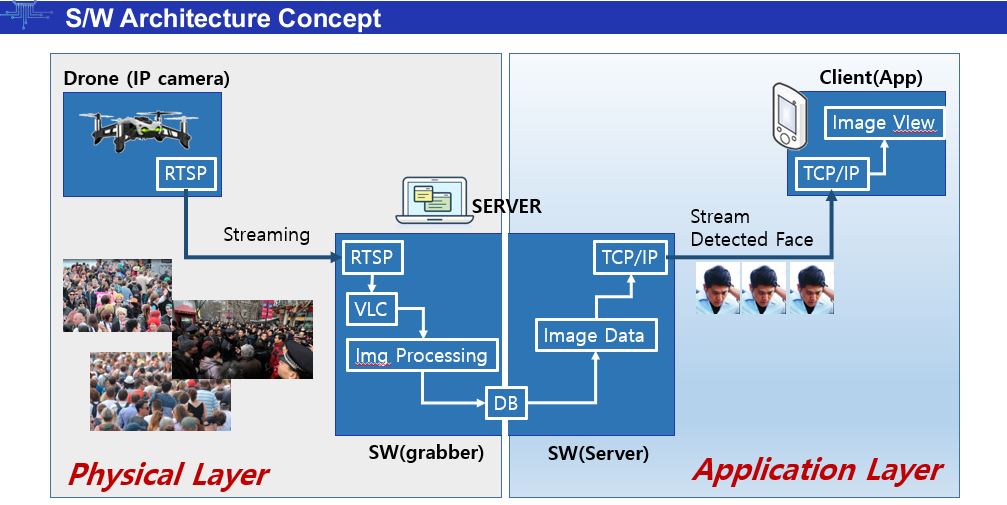 S/W Architecture Concept
Drone (IP camera)
RTSP
Streaming
SERVER
RTSP
VLC
Img Processing
DB
SW(grabber)
Physical Layer
TCP/IP
Image Data
SW(Server)
Stream
Detected Face
Client(App)
Image VIew
TCP/IP
Application Layer